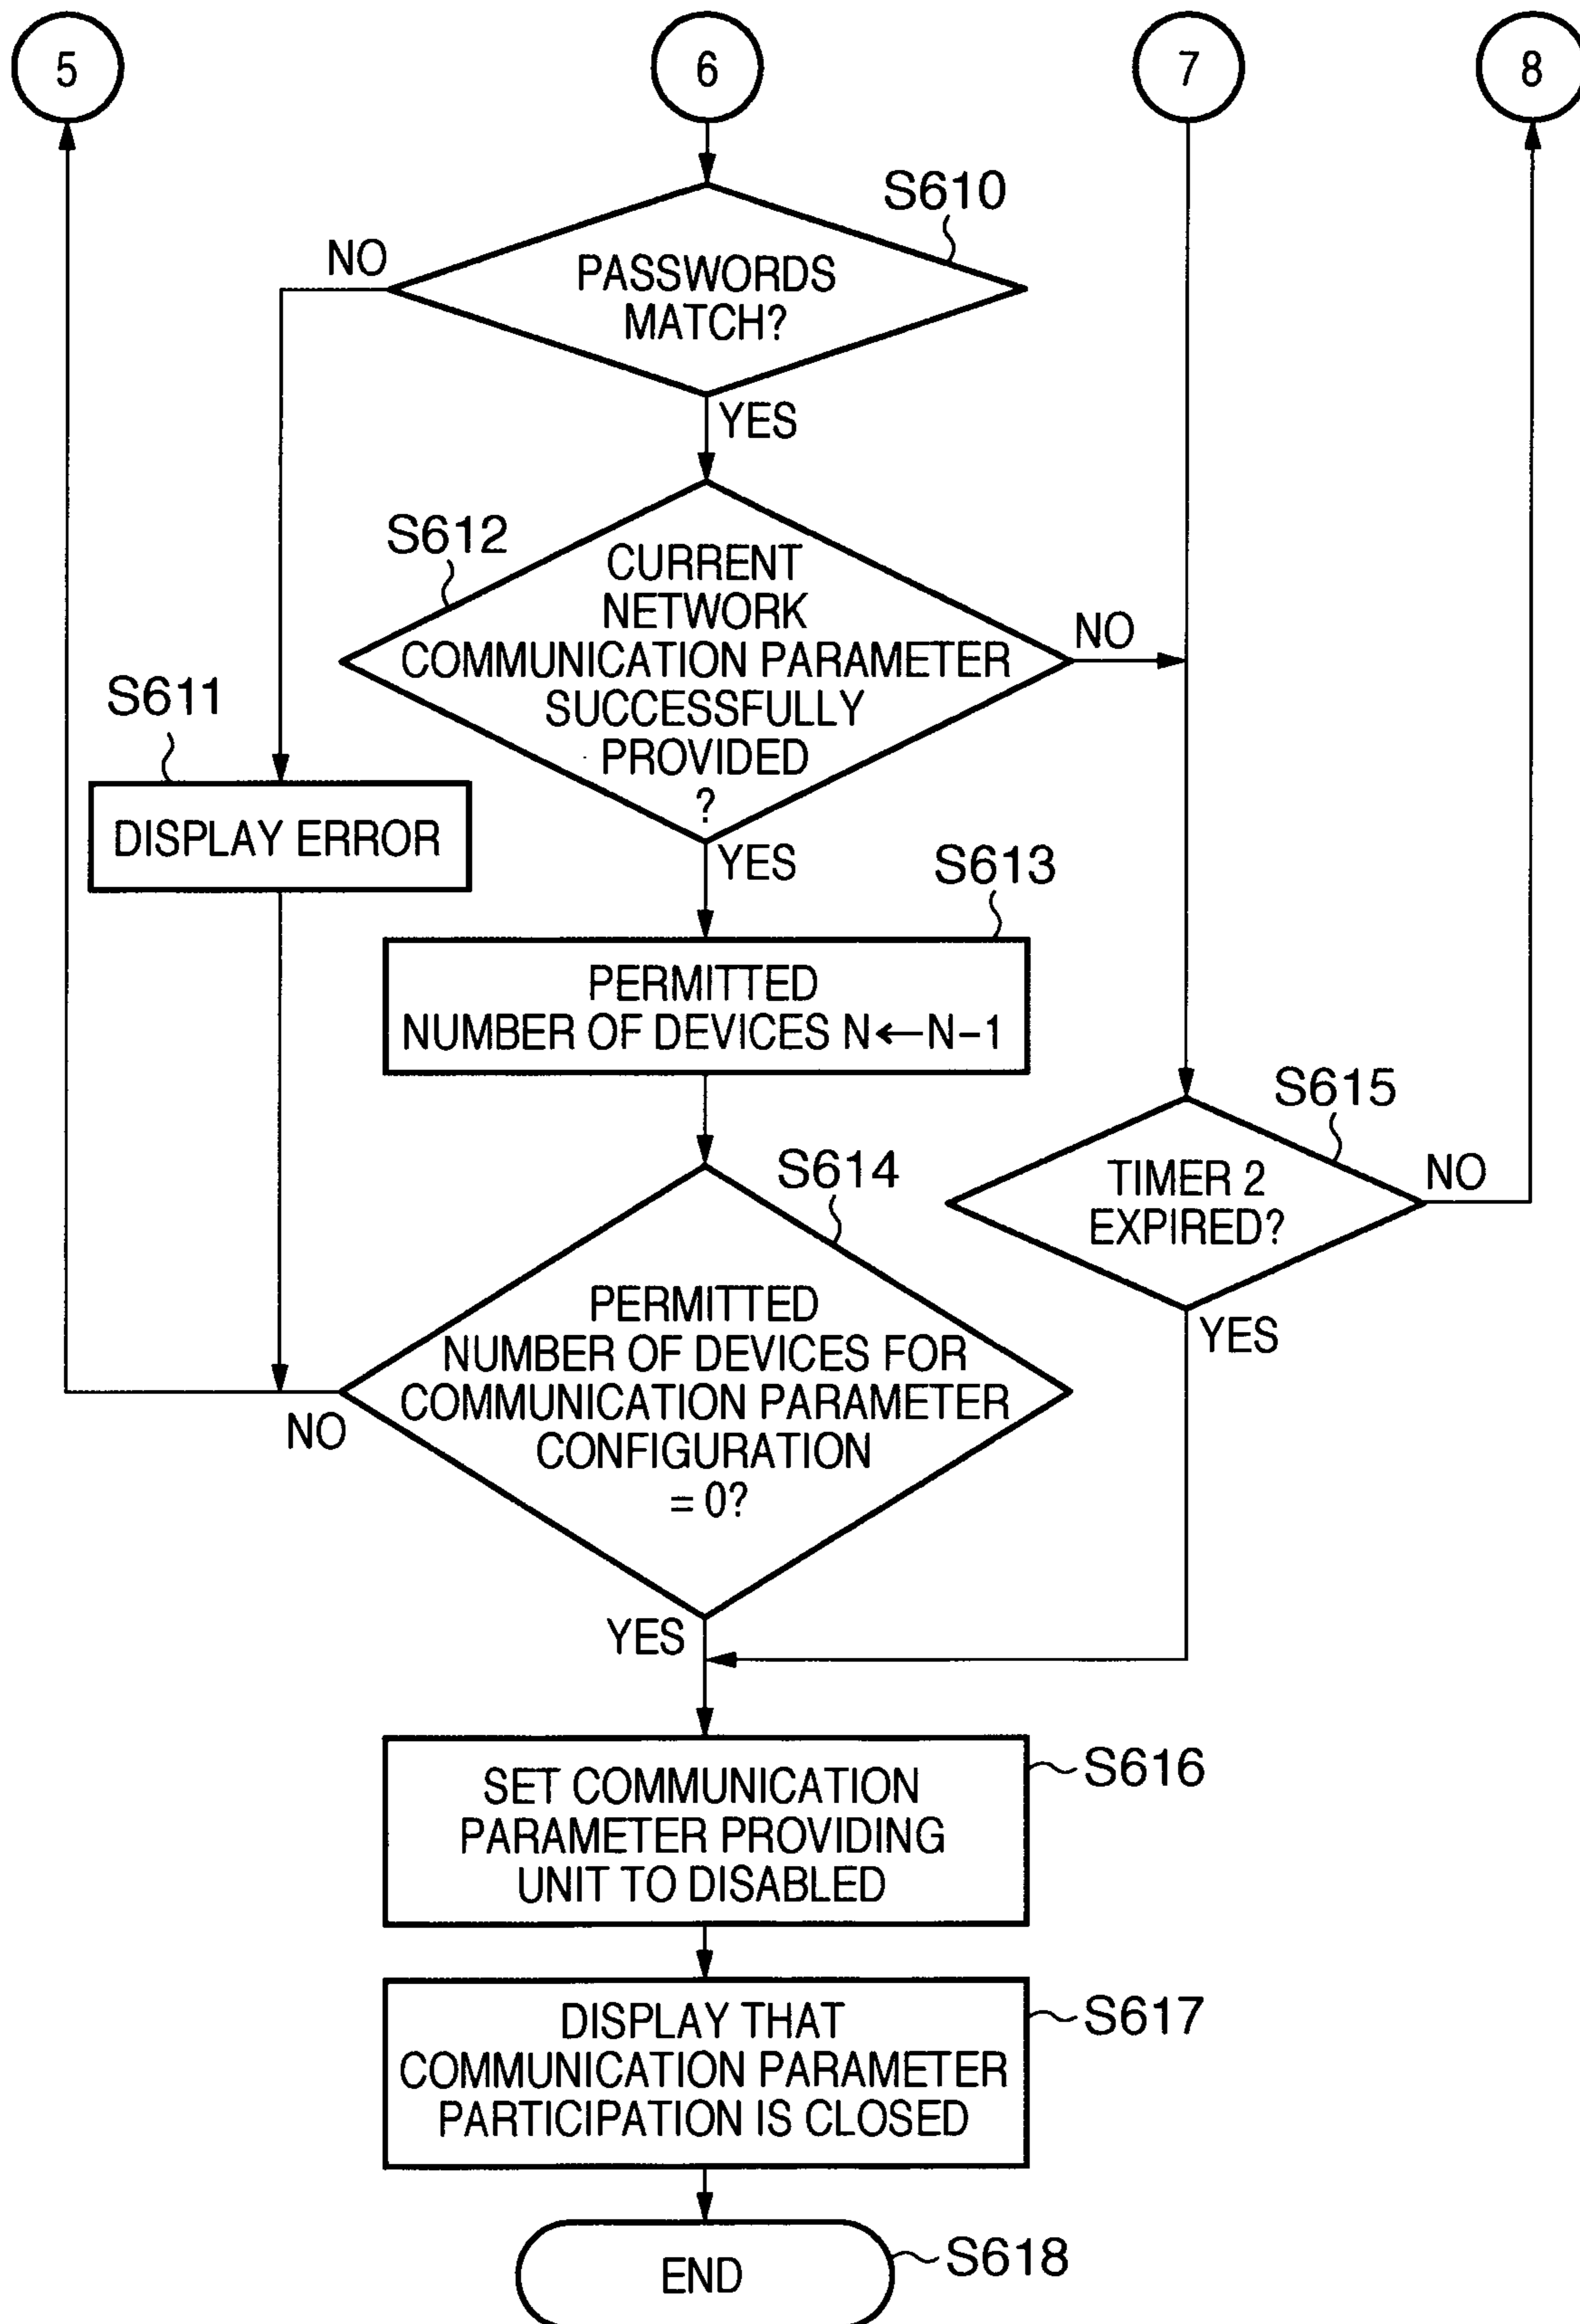 5
6
7
8
S610
NO
PASSWORDS
MATCH?
YES
S612
CURRENT
NETWORK
COMMUNICATION PARAMETER
SUCCESSFULLY
PROVIDED
?
NO
S611
DISPLAY ERROR
YES
S613
PERMITTED
NUMBER OF DEVICES N←N-1
S615
TIMER 2
EXPIRED?
NO
YES
S614
PERMITTED
NUMBER OF DEVICES FOR
COMMUNICATION PARAMETER
CONFIGURATION
= 0?
NO
YES
SET COMMUNICATION
PARAMETER PROVIDING
UNIT TO DISABLED
S616
DISPLAY THAT
COMMUNICATION PARAMETER
PARTICIPATION IS CLOSED
S617
END
S618